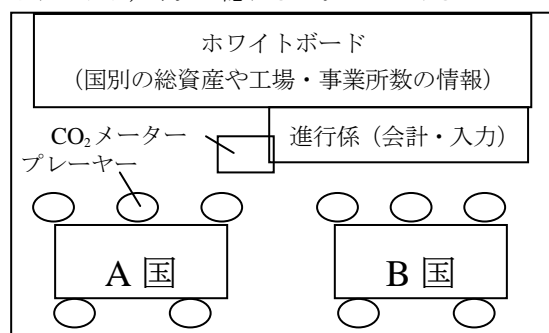 ホワイトボード
（国別の総資産や工場・事業所数の情報）
CO₂メーター
進行係（会計・入力）
プレーヤー
A 国
B 国